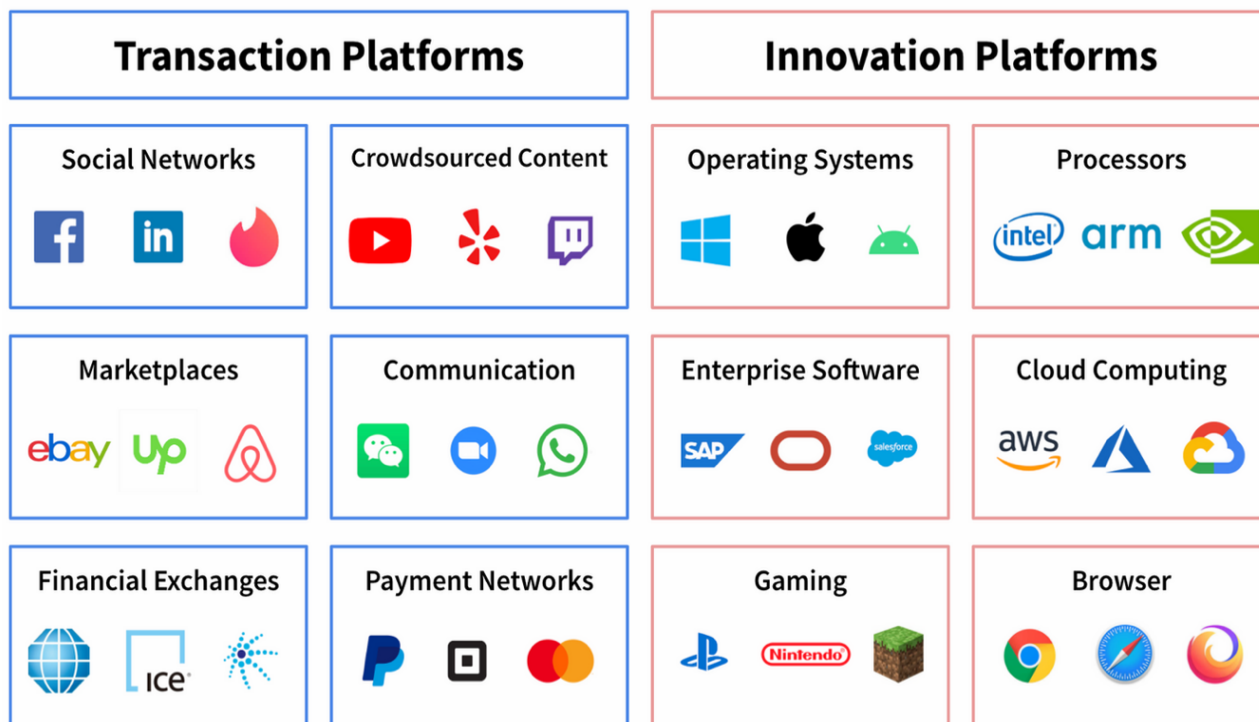 Transaction Platforms
Innovation Platforms
Social Networks
Crowdsourced Content
Operating Systems
Processors
in
intel
arm
Marketplaces
Communication
Enterprise Software
Cloud Computing
ebay
up
SAP
salesforce
aws
Financial Exchanges
Payment Networks
Gaming
Browser
ICE
Nintendo